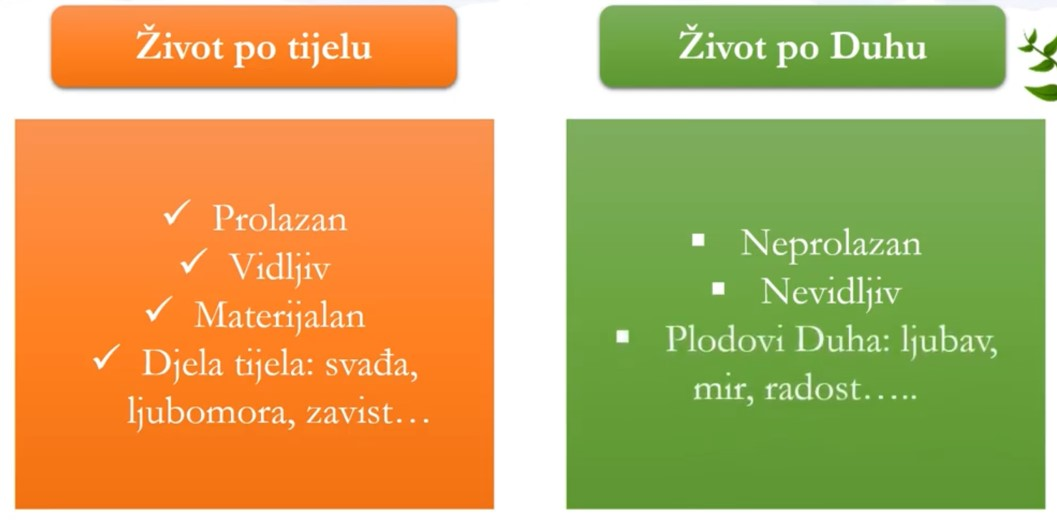 Život po tijelu
Život po Duhu
✓ Prolazan
✓ Vidljiv
✓ Materijalan
✓ Djela tijela: svađa,
ljubomora, zavist…
▪ Neprolazan
▪ Nevidljiv
▪ Plodovi Duha: ljubav,
mir, radost…..